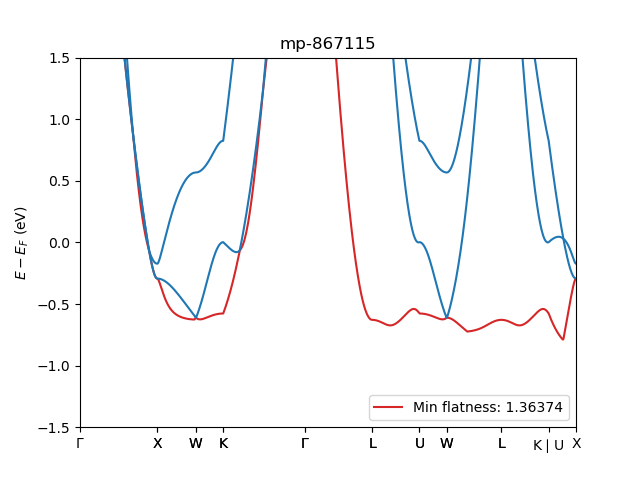 mp-867115
1.5
1.0
0.5
0.0
−0.5
−1.0
−1.5
E − E_F (eV)
Min flatness: 1.36374
Γ X W K Γ L U W L K | U X